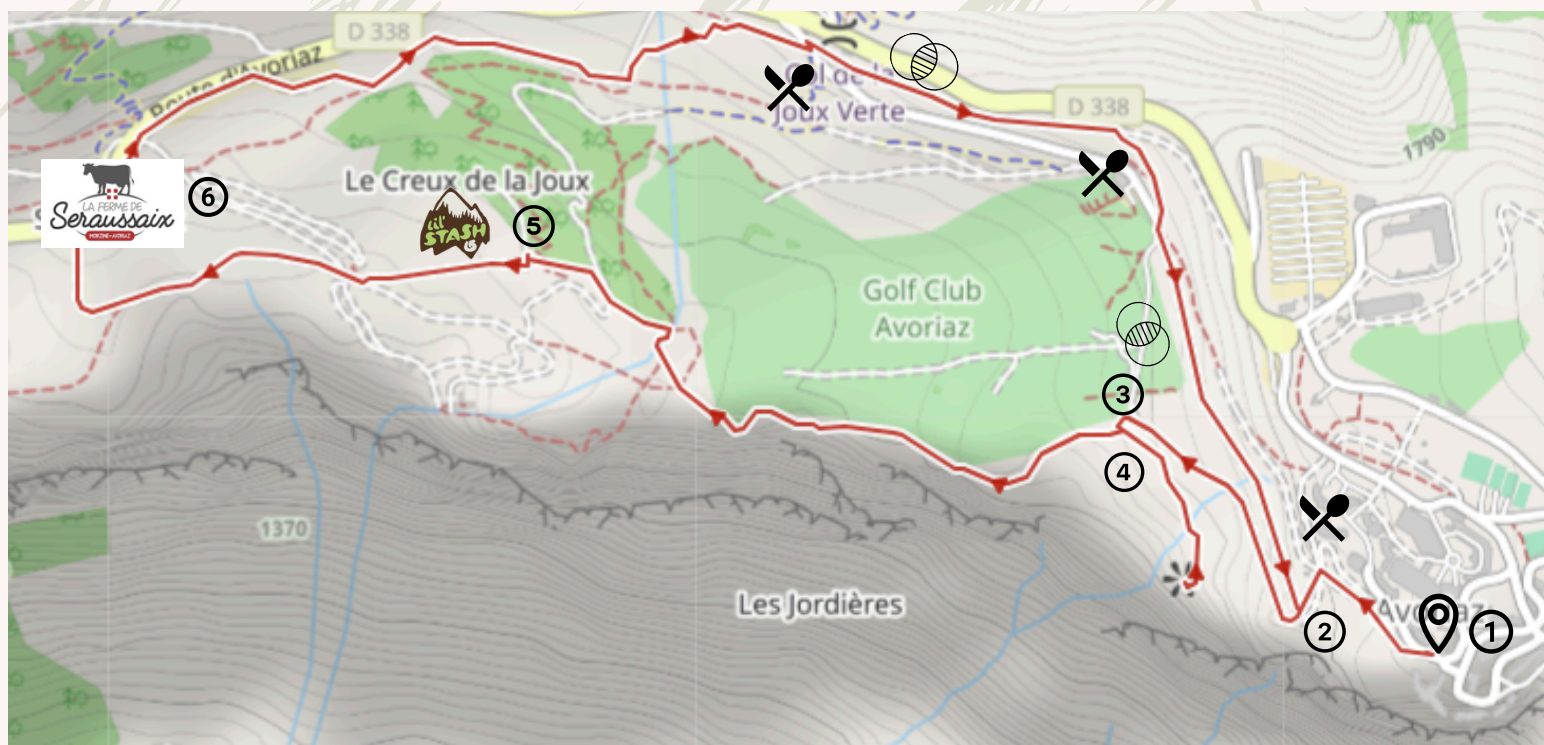 D 338
Route d'Avoriaz
Col de la
Joux Verte
D 338
1790
Le Creux de la Joux
LA FERME DE
Seraussaix
MORZINE-AVORIAZ
6
lil'
STASH
5
Golf Club
Avoriaz
3
4
1370
Les Jordières
Avoriaz
2
1